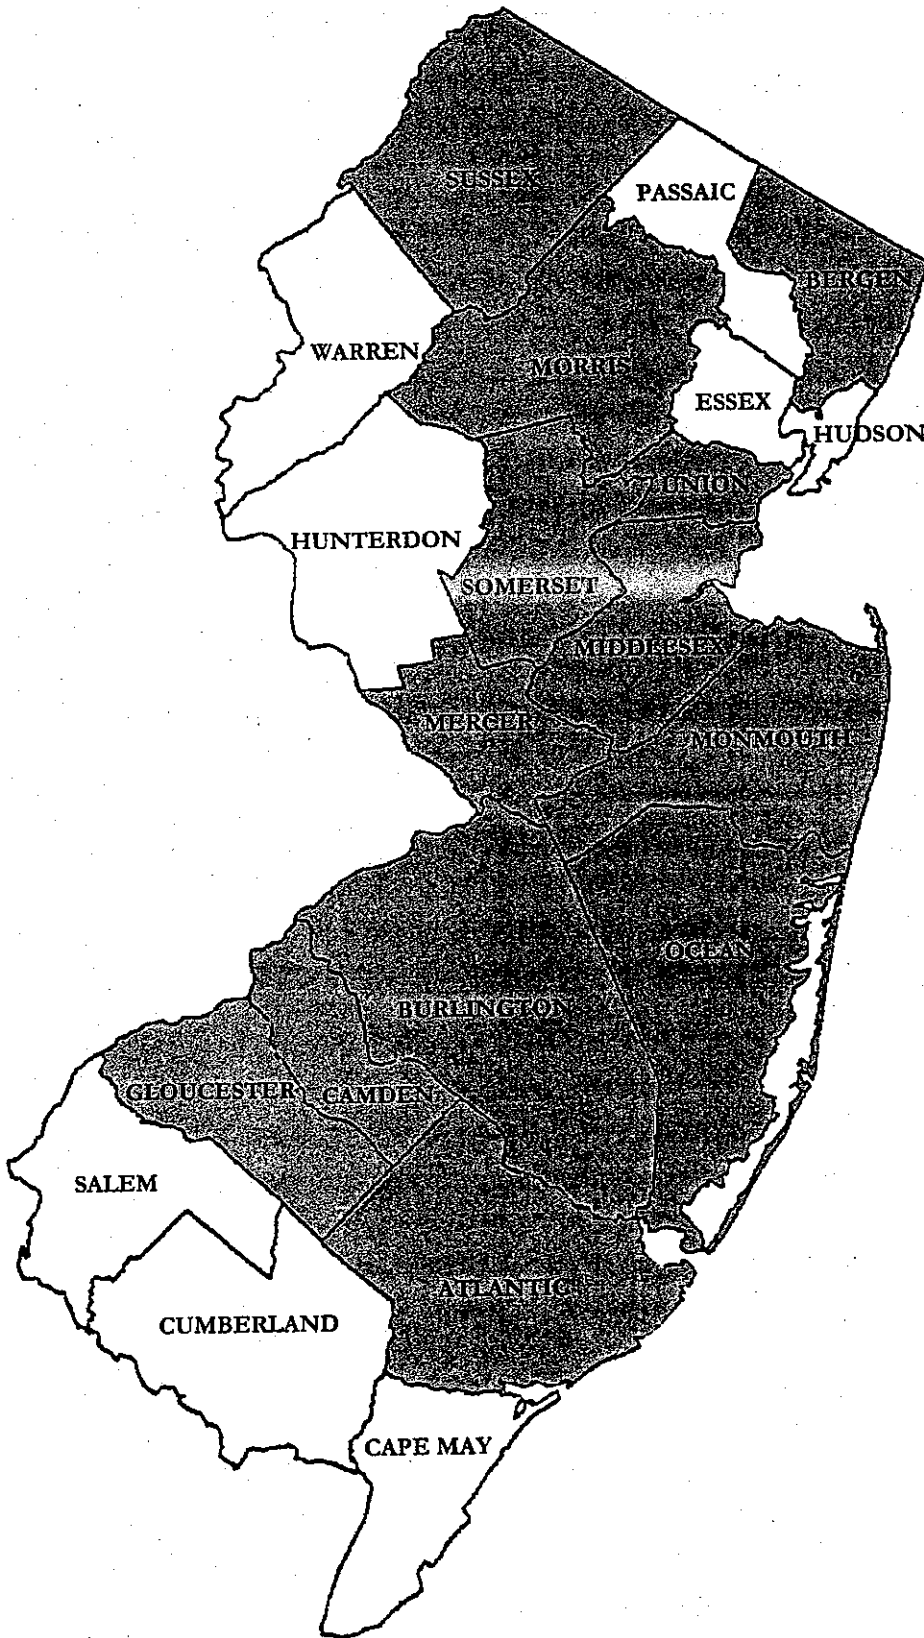 SUSSEX
PASSAIC
BERGEN
WARREN
MORRIS
ESSEX
HUDSON
UNION
HUNTERDON
SOMERSET
MIDDLESEX
MERCER
MONMOUTH
OCEAN
BURLINGTON
GLOUCESTER
CAMDEN
SALEM
ATLANTIC
CUMBERLAND
CAPE MAY